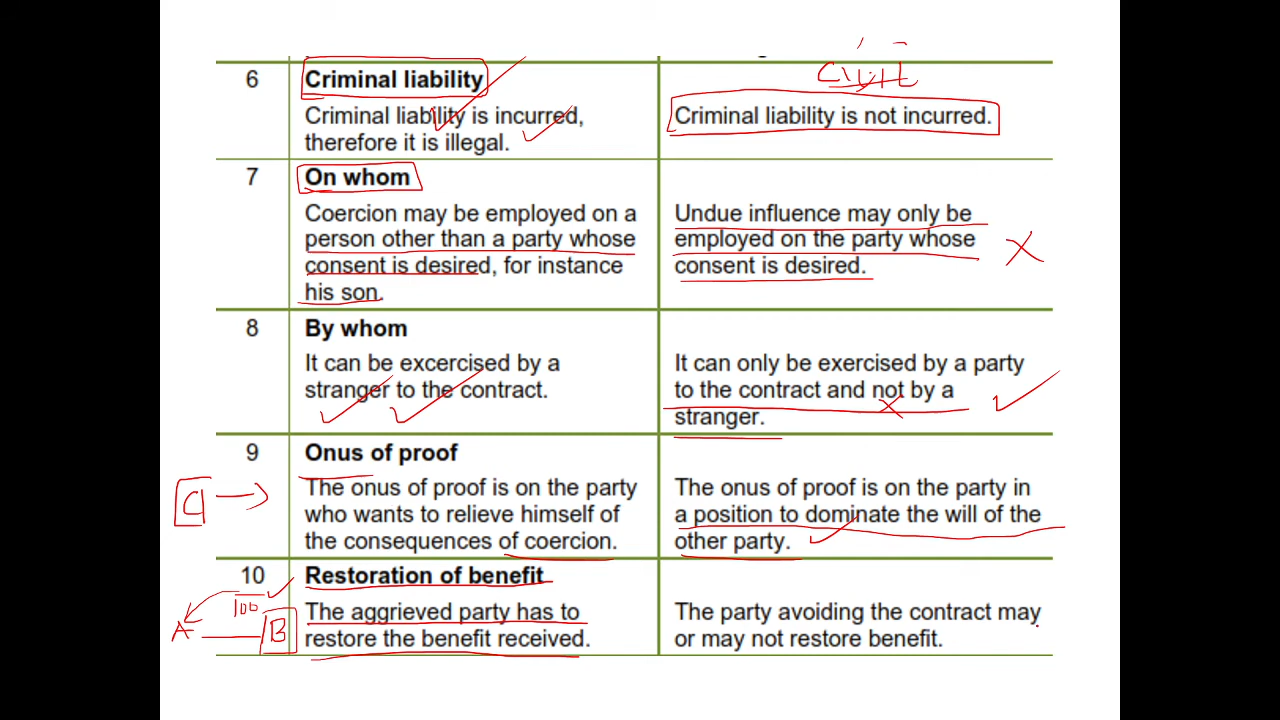 civil
6
Criminal liability
Criminal liability is incurred,
therefore it is illegal.
Criminal liability is not incurred.
7
On whom
Coercion may be employed on a
person other than a party whose
consent is desired, for instance
his son.
Undue influence may only be
employed on the party whose
consent is desired.
8
By whom
It can be excercised by a
stranger to the contract.
It can only be exercised by a party
to the contract and not by a
stranger.
9
Onus of proof
The onus of proof is on the party
who wants to relieve himself of
the consequences of coercion.
The onus of proof is on the party in
a position to dominate the will of the
other party.
10
Restoration of benefit
The aggrieved party has to
restore the benefit received.
The party avoiding the contract may
or may not restore benefit.
100
A
B